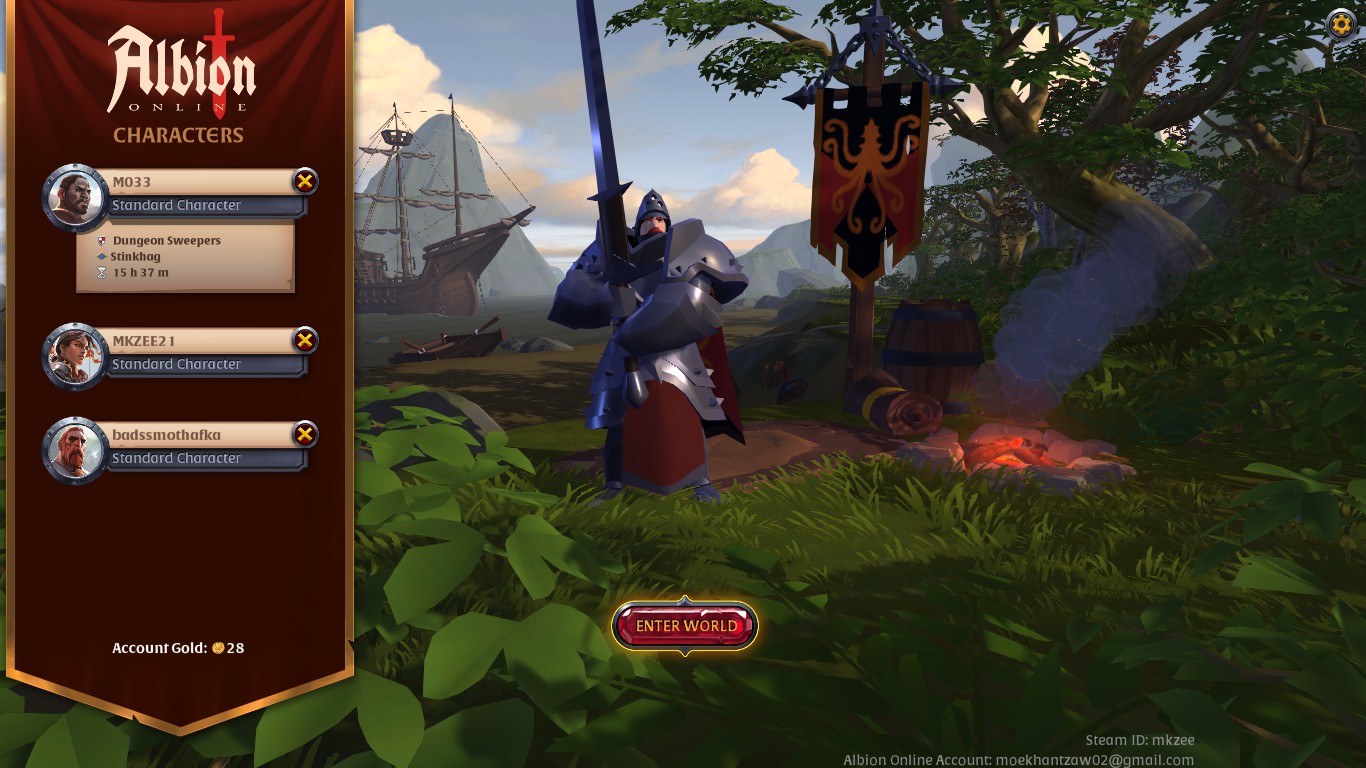 Albion
ONLINE
CHARACTERS
MO33
Standard Character
Dungeon Sweepers
Stinkhag
15 h 37 m
MKZEE21
Standard Character
badssmothafka
Standard Character
Account Gold: 28
ENTER WORLD
Steam ID: mkzee
Albion Online Account: moekhantzaw02@gmail.com